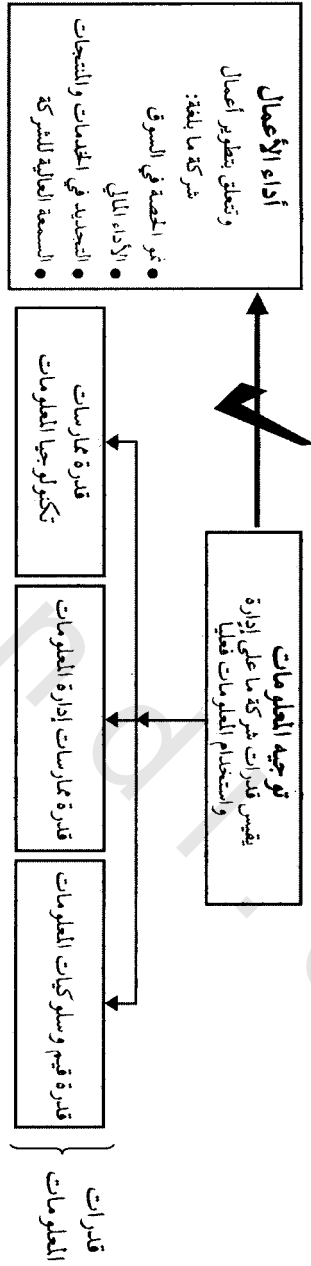 أداء الأعمال
وتتعلق بتطوير أعمال
شركة ما بلغة:
• نمو الحصة في السوق
• الأداء المالي
• التجديد في الخدمات والمنتجات
• السمعة العالية للشركة
توجيه المعلومات
يقيس قدرات شركة ما على إدارة
واستخدام المعلومات فعليا
قدرة ممارسات
تكنولوجيا المعلومات
قدرة ممارسات إدارة المعلومات
قدرة قيم وسلوكيات المعلومات
قدرات
المعلومات